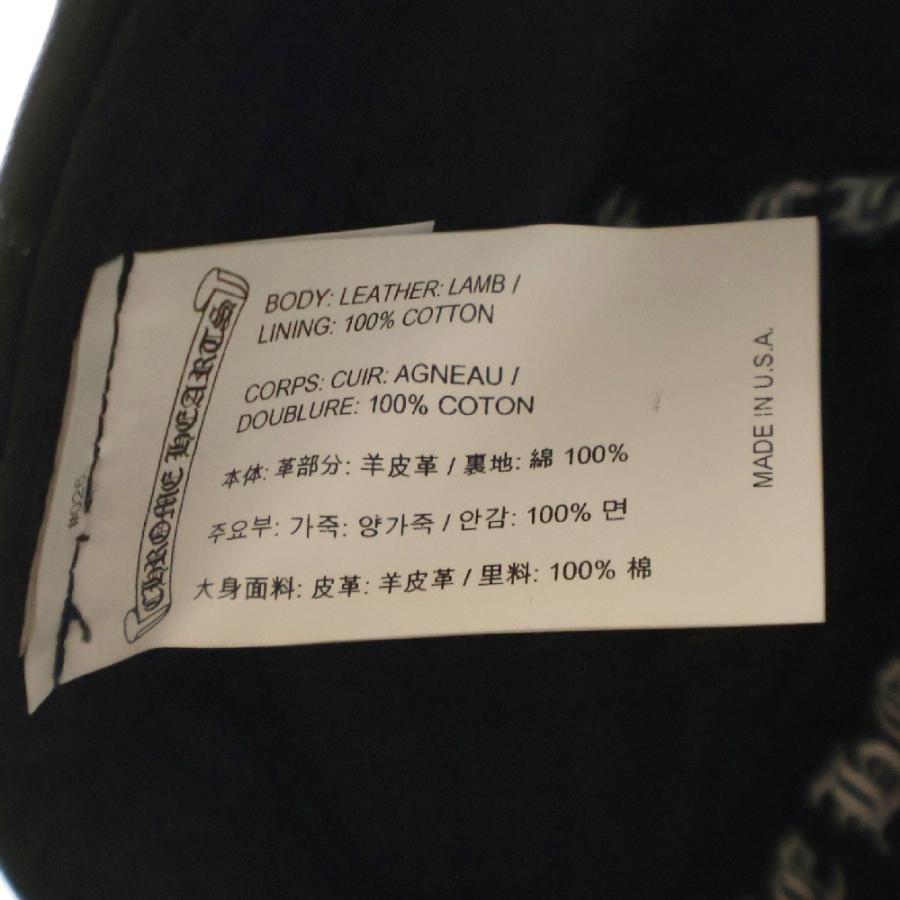 CHROME HEARTS
BODY: LEATHER: LAMB /
LINING: 100% COTTON
CORPS: CUIR: AGNEAU /
DOUBLURE: 100% COTON
本体: 革部分: 羊皮革 / 裏地: 綿 100%
주요부: 가죽: 양가죽 / 안감: 100% 면
大身面料: 皮革: 羊皮革 / 里料: 100% 棉
MADE IN U.S.A.